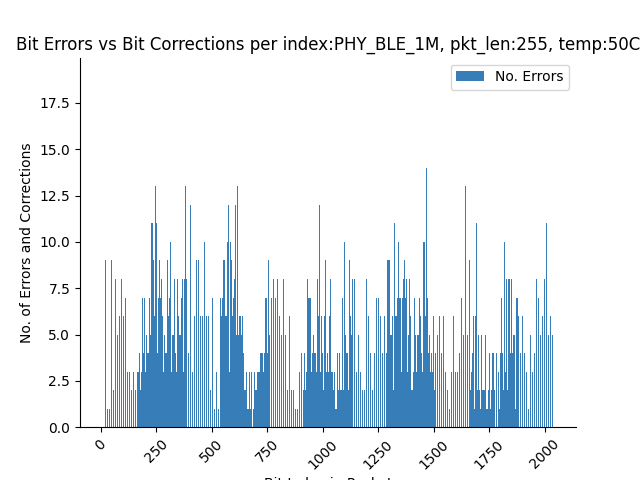 Bit Errors vs Bit Corrections per index:PHY_BLE_1M, pkt_len:255, temp:50C
No. Errors
No. of Errors and Corrections
17.5
15.0
12.5
10.0
7.5
5.0
2.5
0.0
0 250 500 750 1000 1250 1500 1750 2000